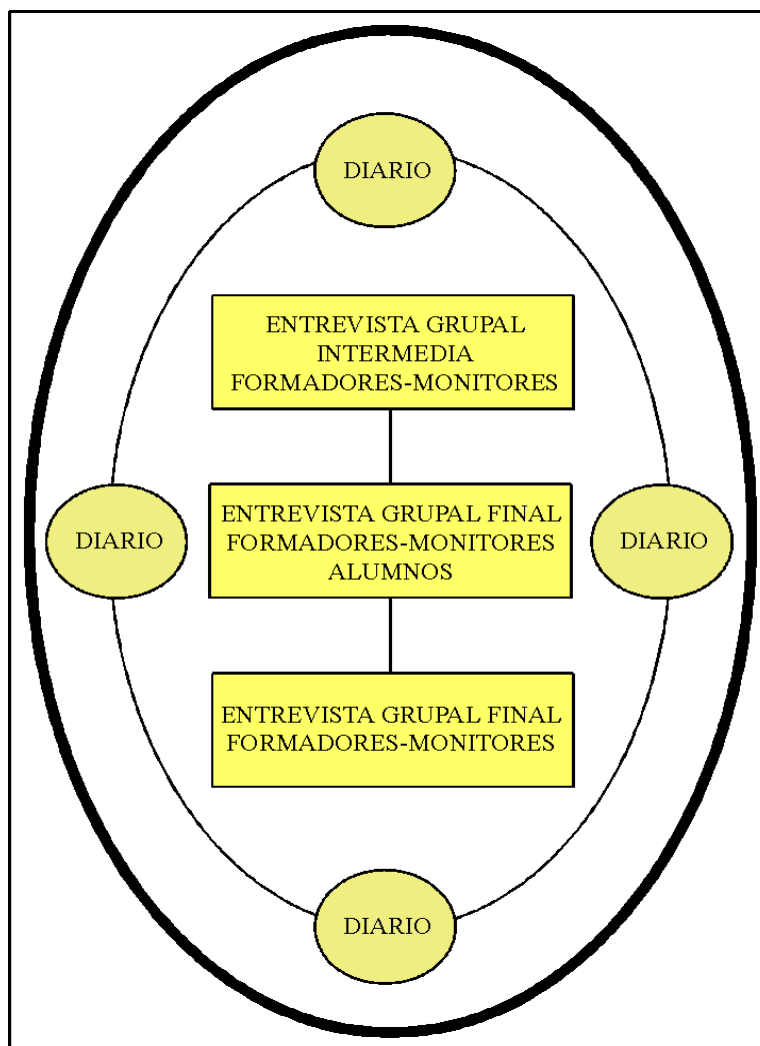 DIARIO
ENTREVISTA GRUPAL
INTERMEDIA
FORMADORES-MONITORES
DIARIO
ENTREVISTA GRUPAL FINAL
FORMADORES-MONITORES
ALUMNOS
DIARIO
ENTREVISTA GRUPAL FINAL
FORMADORES-MONITORES
DIARIO